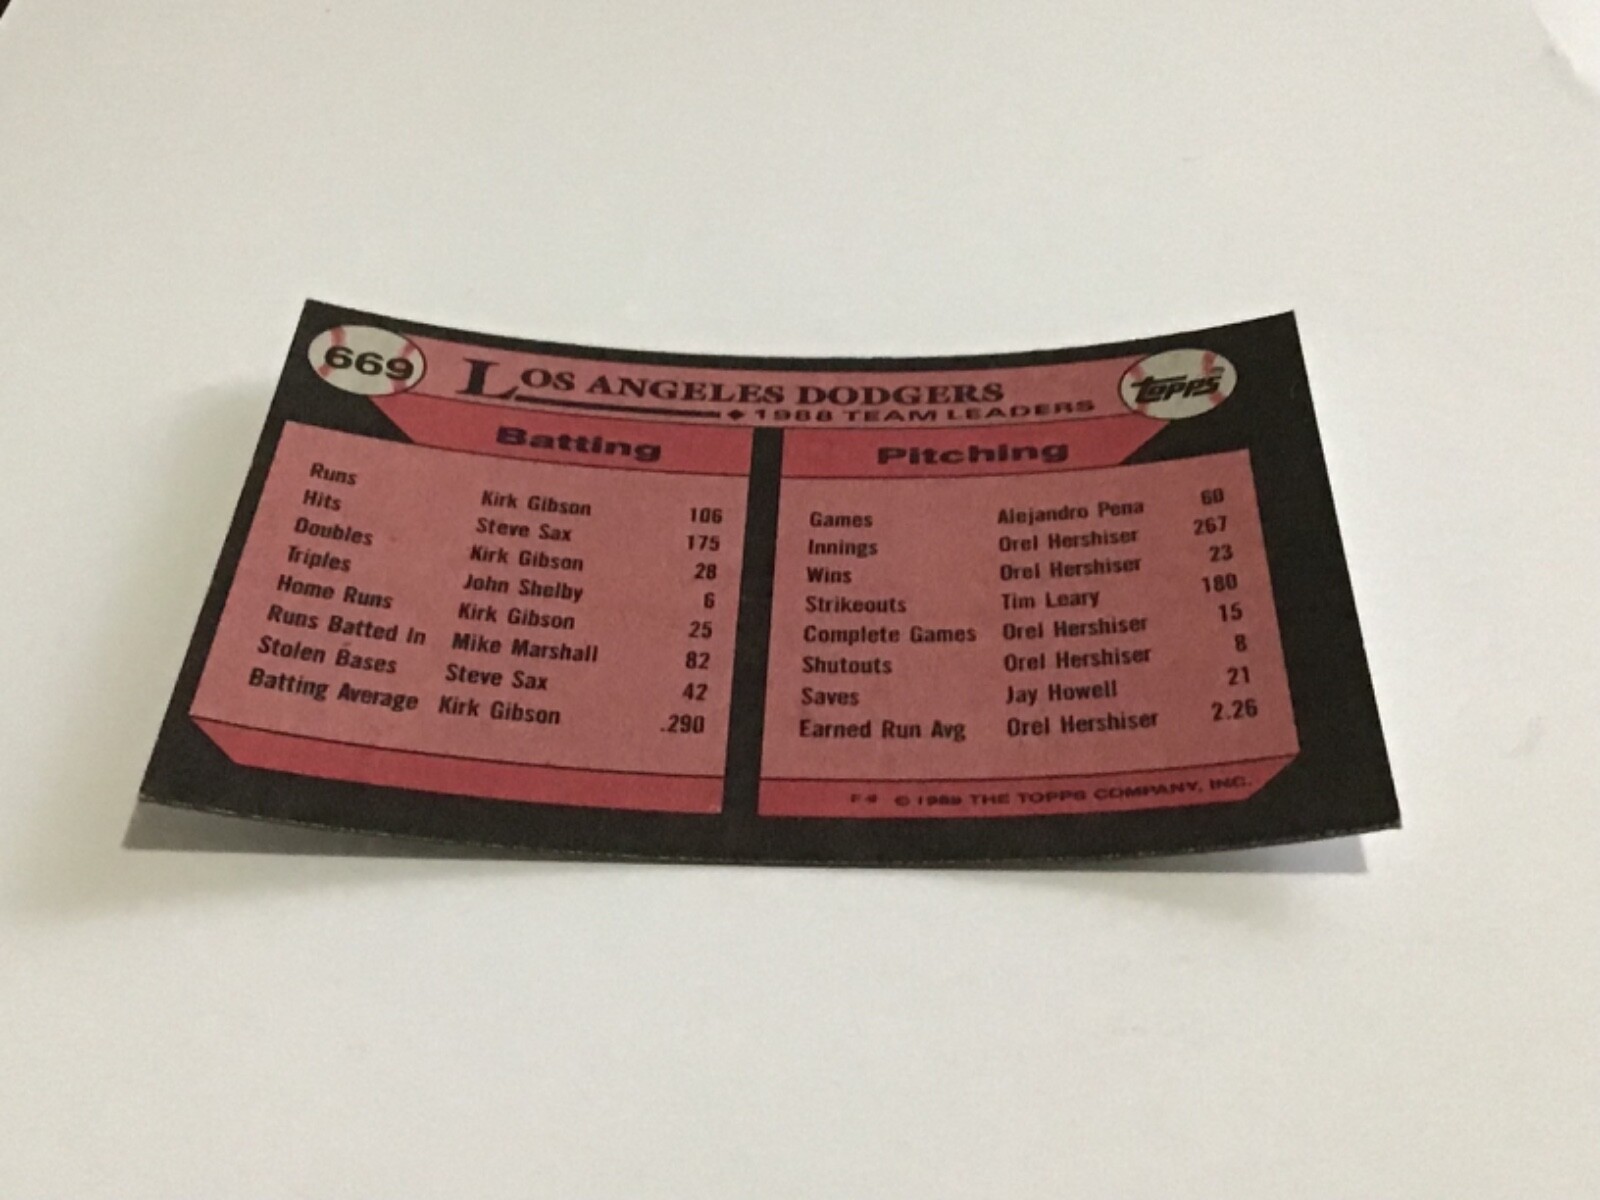 669
LOS ANGELES DODGERS
1988 TEAM LEADERS
topps
Batting
Runs Kirk Gibson 106
Hits Steve Sax 175
Doubles Kirk Gibson 28
Triples John Shelby 6
Home Runs Kirk Gibson 25
Runs Batted In Mike Marshall 82
Stolen Bases Steve Sax 42
Batting Average Kirk Gibson .290
Pitching
Games Alejandro Pena 60
Innings Orel Hershiser 267
Wins Orel Hershiser 23
Strikeouts Tim Leary 180
Complete Games Orel Hershiser 15
Shutouts Orel Hershiser 8
Saves Jay Howell 21
Earned Run Avg Orel Hershiser 2.26
© 1989 THE TOPPS COMPANY, INC.